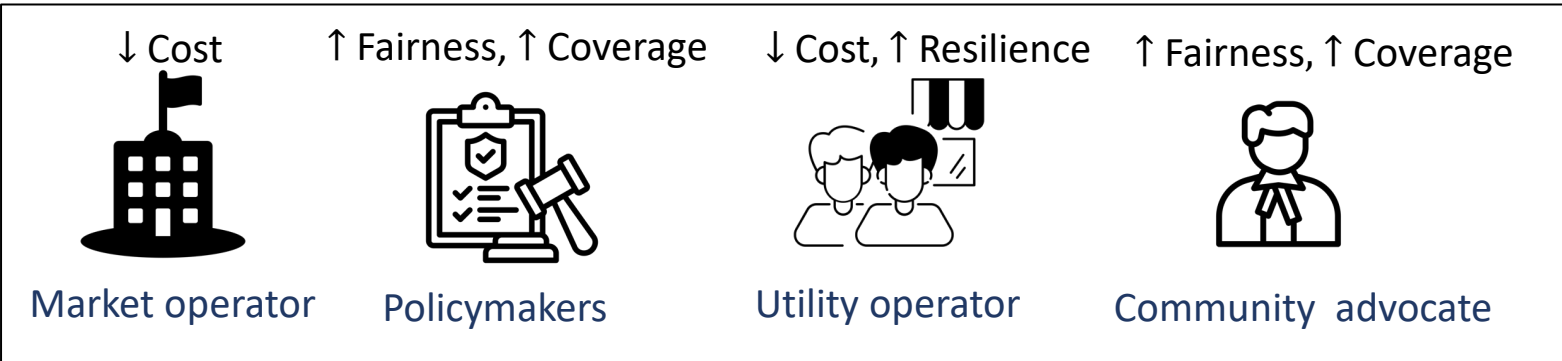 ↓ Cost
↑ Fairness, ↑ Coverage
↓ Cost, ↑ Resilience
↑ Fairness, ↑ Coverage
Market operator
Policymakers
Utility operator
Community advocate